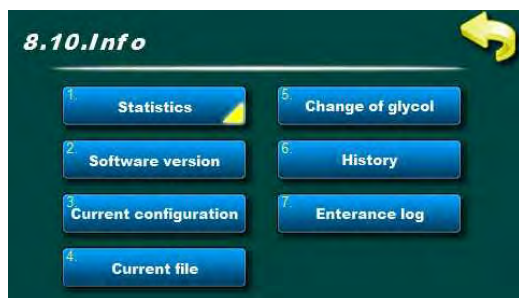 8.10.Info
1. Statistics
2. Software version
3. Current configuration
4. Current file
5. Change of glycol
6. History
7. Enterance log